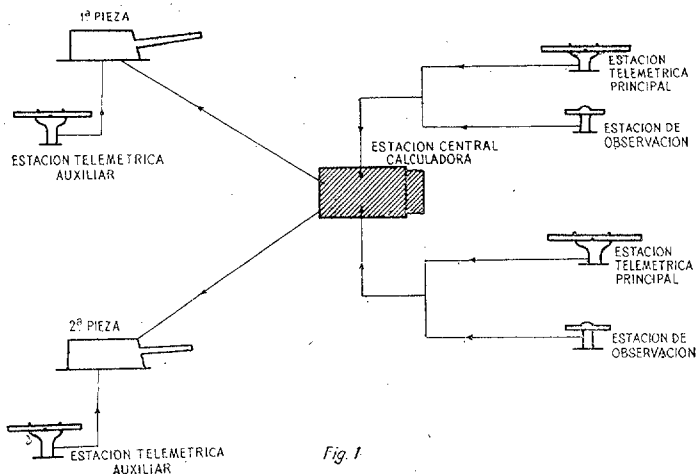 1ª PIEZA
ESTACION TELEMETRICA
AUXILIAR
ESTACION
TELEMETRICA
PRINCIPAL
ESTACION DE
OBSERVACION
ESTACION CENTRAL
CALCULADORA
ESTACION
TELEMETRICA
PRINCIPAL
ESTACION DE
OBSERVACION
2ª PIEZA
ESTACION TELEMETRICA
AUXILIAR
Fig. 1